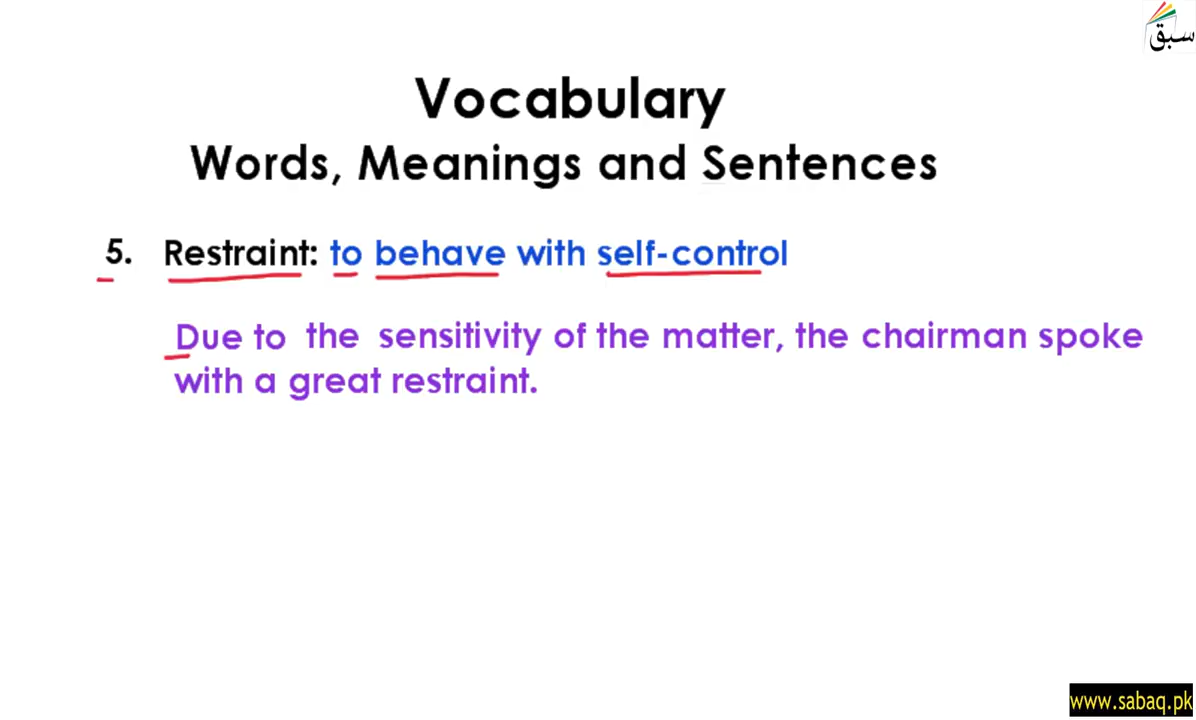 سبق
Vocabulary
Words, Meanings and Sentences
5. Restraint: to behave with self-control
Due to the sensitivity of the matter, the chairman spoke
with a great restraint.
www.sabaq.pk